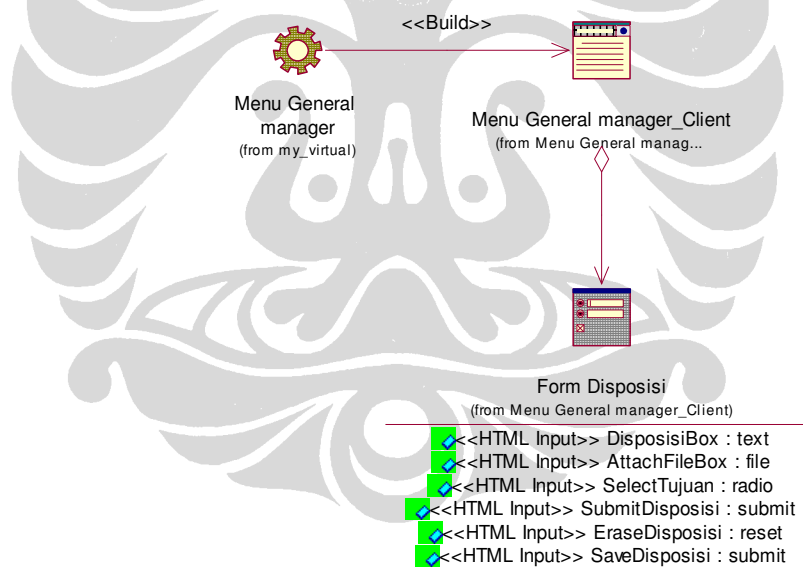 <<Build>>
Menu General
manager
(from my_virtual)
Menu General manager_Client
(from Menu General manag...
Form Disposisi
(from Menu General manager_Client)
<<HTML Input>> DisposisiBox : text
<<HTML Input>> AttachFileBox : file
<<HTML Input>> SelectTujuan : radio
<<HTML Input>> SubmitDisposisi : submit
<<HTML Input>> EraseDisposisi : reset
<<HTML Input>> SaveDisposisi : submit